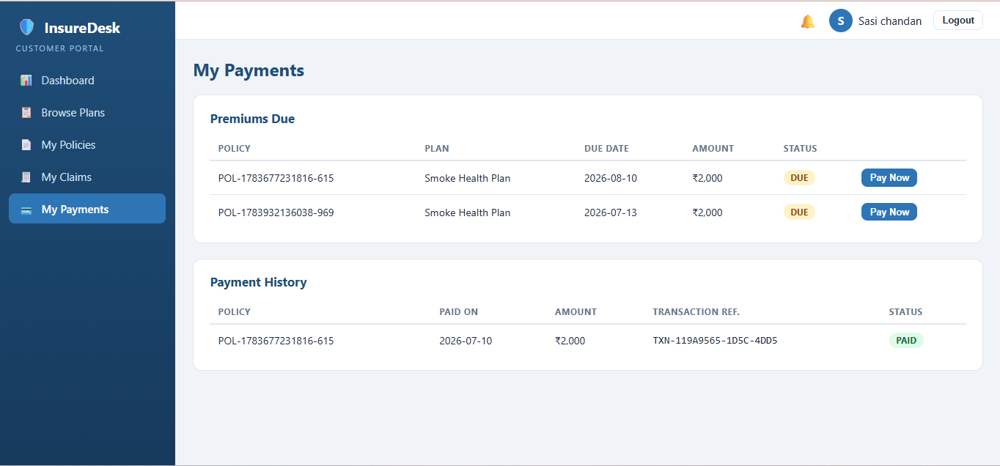 InsureDesk
CUSTOMER PORTAL
Dashboard
Browse Plans
My Policies
My Claims
My Payments
S Sasi chandan Logout
My Payments
Premiums Due
POLICY PLAN DUE DATE AMOUNT STATUS
POL-1783677231816-615 Smoke Health Plan 2026-08-10 ₹2,000 DUE Pay Now
POL-1783932136038-969 Smoke Health Plan 2026-07-13 ₹2,000 DUE Pay Now
Payment History
POLICY PAID ON AMOUNT TRANSACTION REF. STATUS
POL-1783677231816-615 2026-07-10 ₹2,000 TXN-119A9565-1D5C-4DD5 PAID